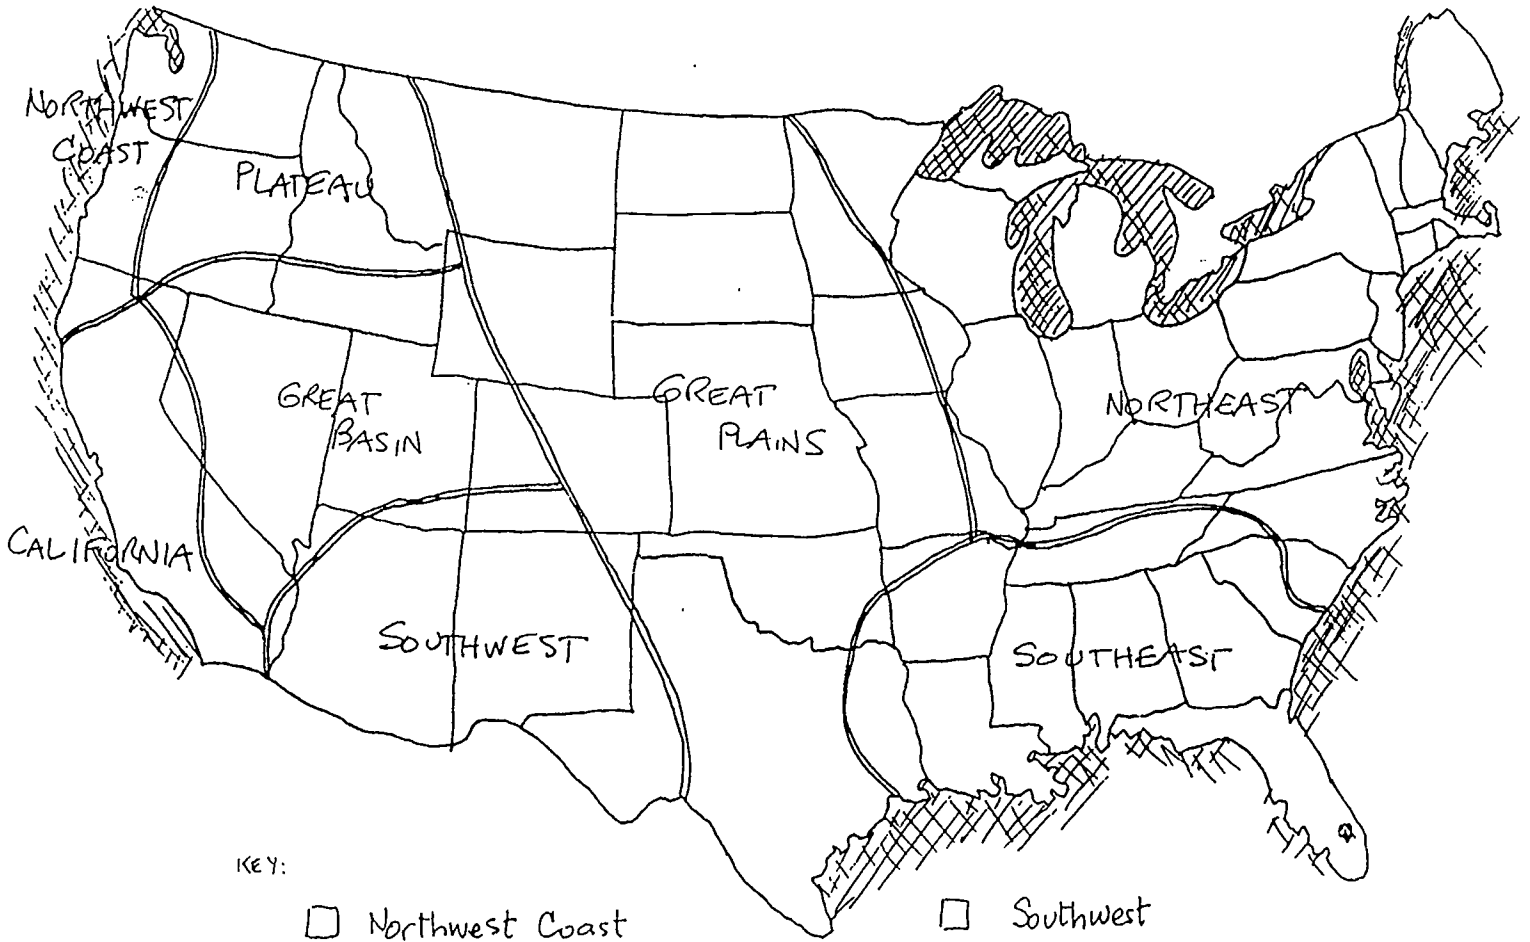 NORTHWEST
COAST
PLATEAU
GREAT
BASIN
GREAT
PLAINS
NORTHEAST
CALIFORNIA
SOUTHWEST
SOUTHEAST
KEY:
Northwest Coast
Southwest